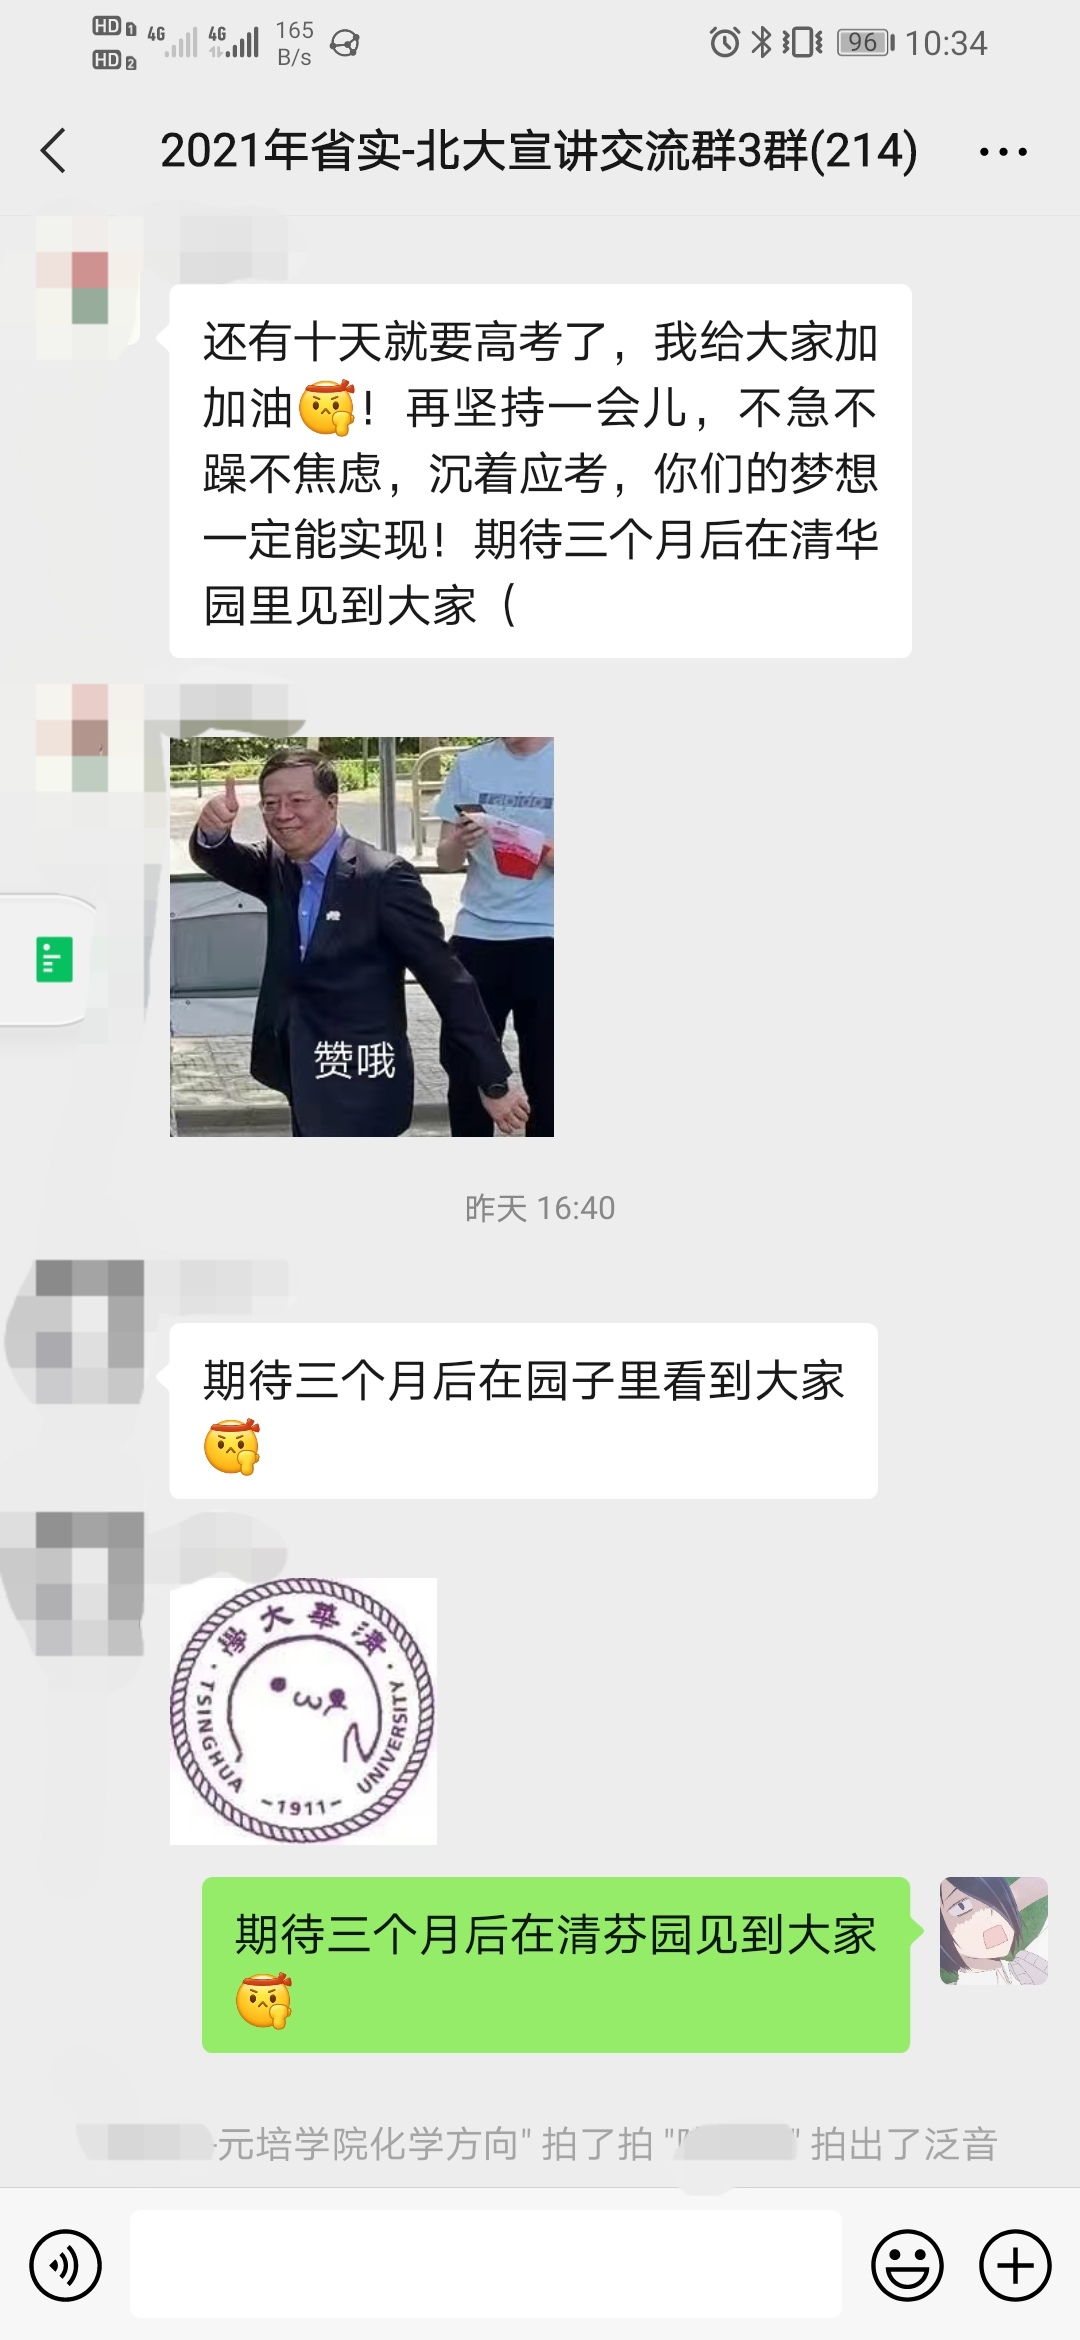 HD 1 4G 4G 165 96 10:34
HD 2 B/s
2021年省实-北大宣讲交流群3群(214)
还有十天就要高考了，我给大家加
加油！再坚持一会儿，不急不
躁不焦虑，沉着应考，你们的梦想
一定能实现！期待三个月后在清华
园里见到大家（
rapido
赞哦
昨天 16:40
期待三个月后在园子里看到大家
學大華清
TSINGHUA UNIVERSITY
-1911-
期待三个月后在清芬园见到大家
-元培学院化学方向" 拍了拍 " " 拍出了泛音